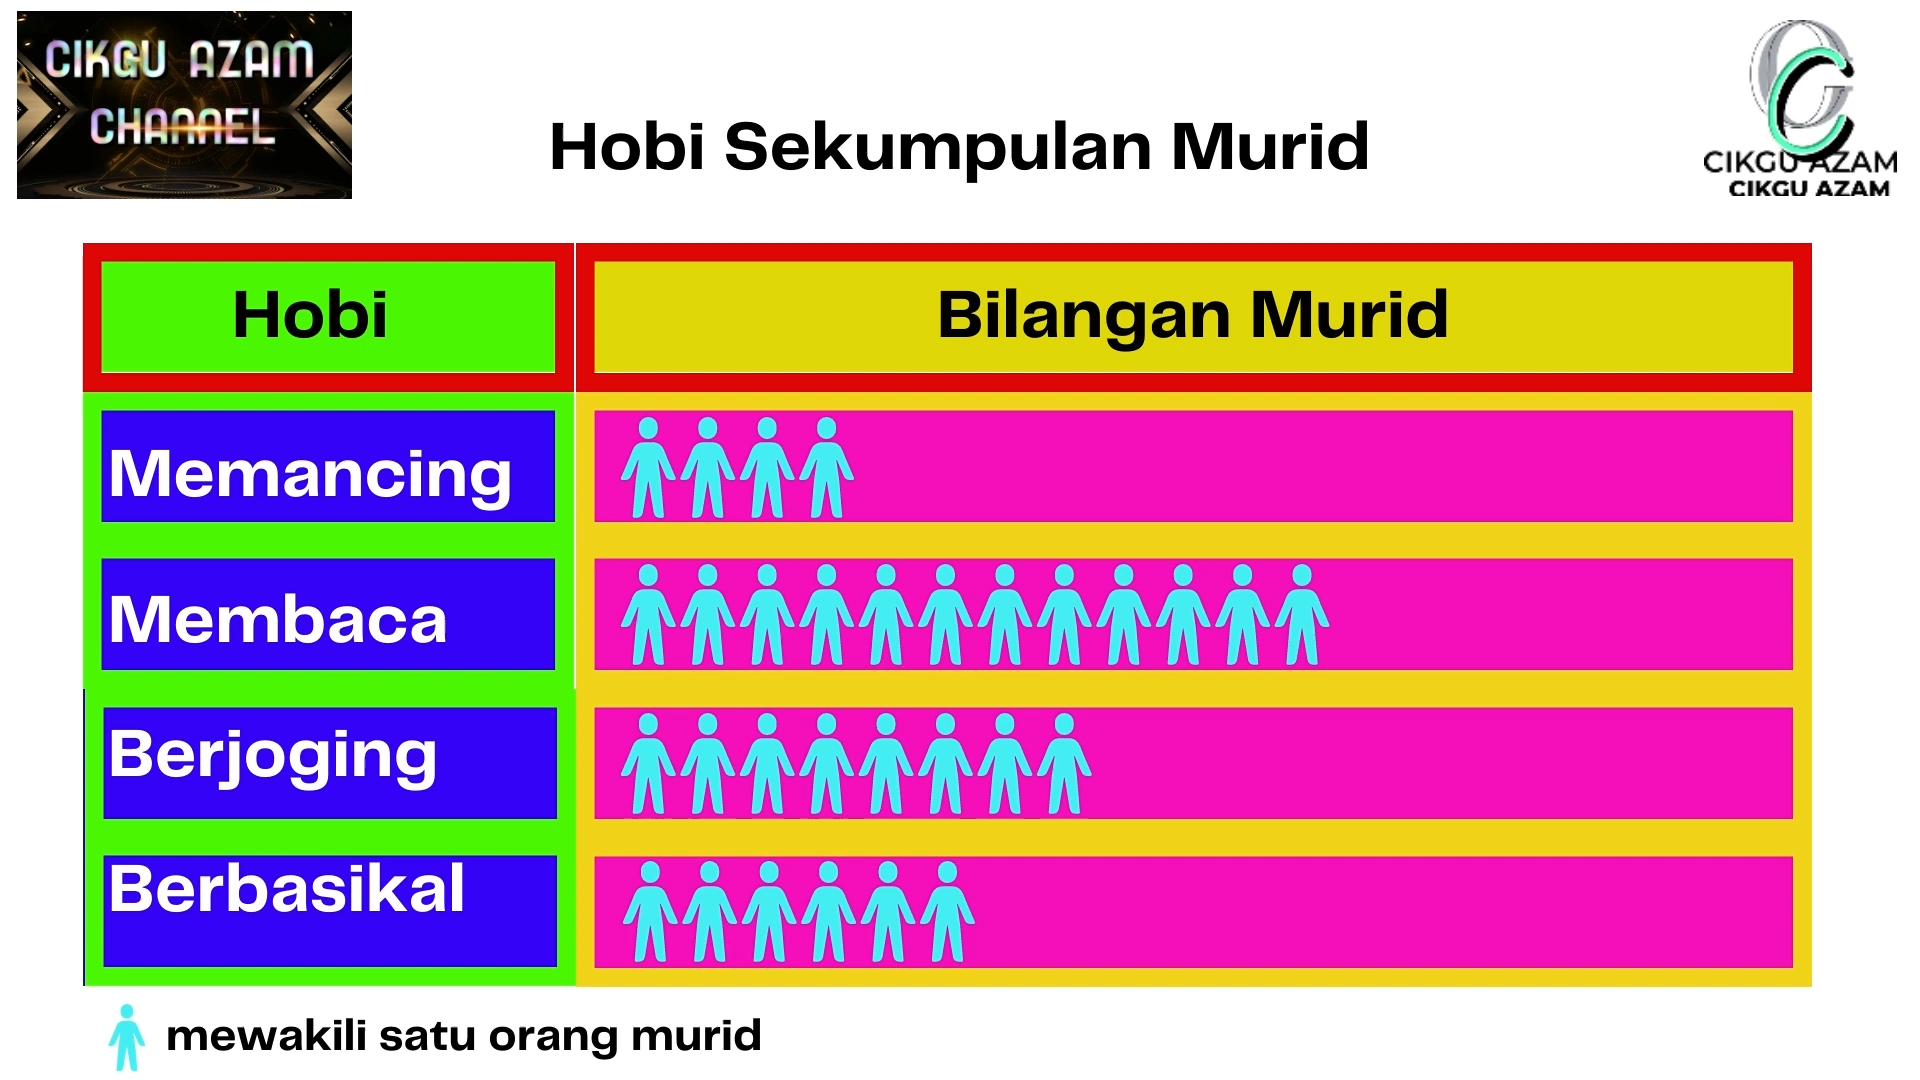 CIKGU AZAM
CHANNEL
Hobi Sekumpulan Murid
CIKGU AZAM
CIKGU AZAM
Hobi
Bilangan Murid
Memancing
Membaca
Berjoging
Berbasikal
mewakili satu orang murid